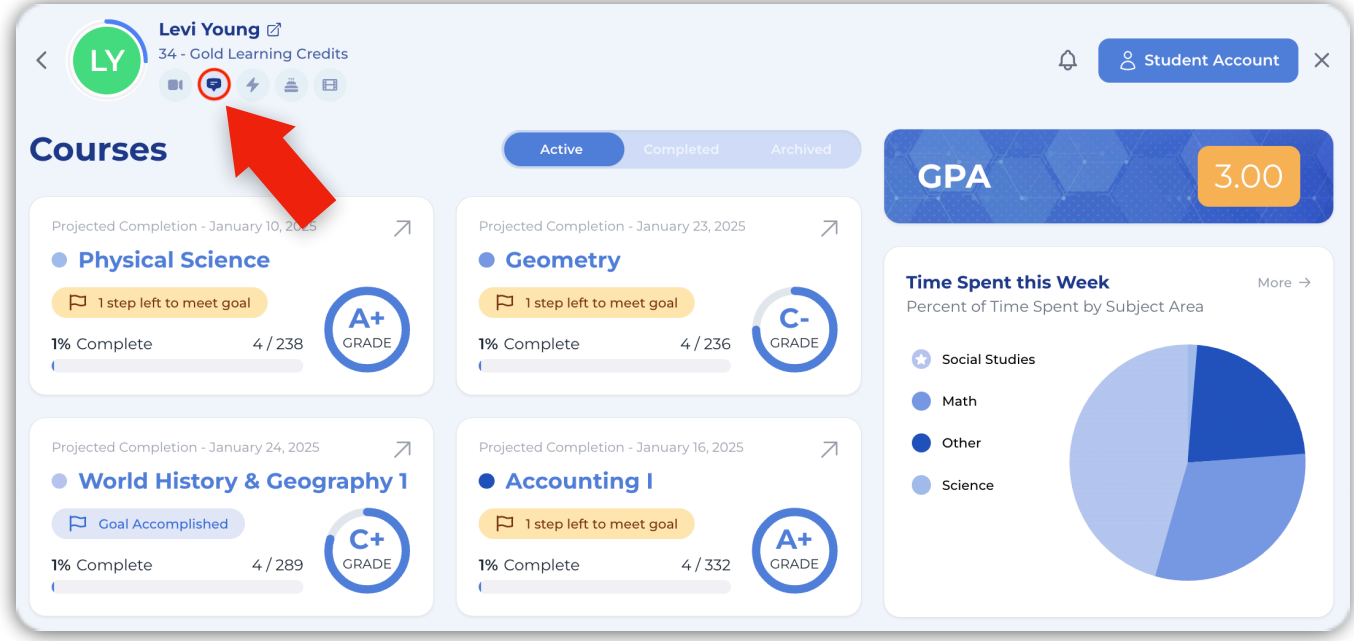 LY
Levi Young
34 - Gold Learning Credits
Student Account
Courses
Active
Completed
Archived
GPA
3.00
Projected Completion - January 10, 2025
Physical Science
1 step left to meet goal
1% Complete
4 / 238
A+
GRADE
Projected Completion - January 23, 2025
Geometry
1 step left to meet goal
1% Complete
4 / 236
C-
GRADE
Projected Completion - January 24, 2025
World History & Geography 1
Goal Accomplished
1% Complete
4 / 289
C+
GRADE
Projected Completion - January 16, 2025
Accounting I
1 step left to meet goal
1% Complete
4 / 332
A+
GRADE
Time Spent this Week
More
Percent of Time Spent by Subject Area
Social Studies
Math
Other
Science